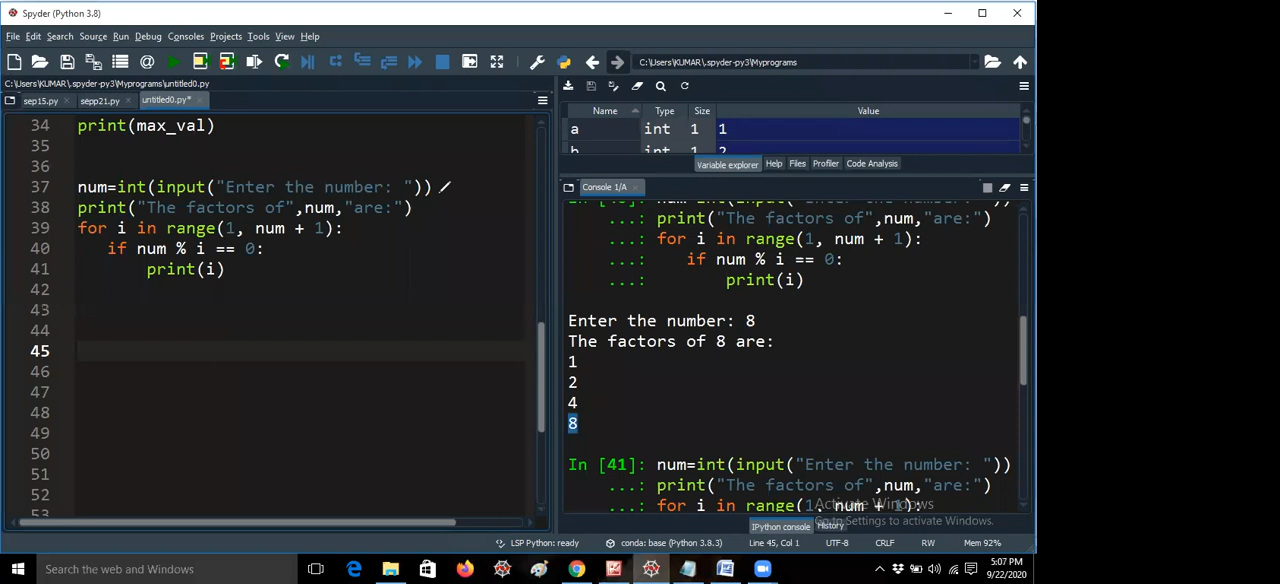 Spyder (Python 3.8)
File Edit Search Source Run Debug Consoles Projects Tools View Help
C:\Users\KUMAR\.spyder-py3\Myprograms
C:\Users\KUMAR\.spyder-py3\Myprograms\untitled0.py
sep15.py sepp21.py untitled0.py*
34 print(max_val)
35
36
37 num=int(input("Enter the number: "))
38 print("The factors of",num,"are:")
39 for i in range(1, num + 1):
40 if num % i == 0:
41 print(i)
42
43
44
45
46
47
48
49
50
51
52
53
Name Type Size Value
a int 1 1
b int 1 2
Variable explorer Help Files Profiler Code Analysis
Console 1/A
...: print("The factors of",num,"are:")
...: for i in range(1, num + 1):
...: if num % i == 0:
...: print(i)
Enter the number: 8
The factors of 8 are:
1
2
4
8
In [41]: num=int(input("Enter the number: "))
...: print("The factors of",num,"are:")
...: for i in range(1, num + 1):
Activate Windows
Go to Settings to activate Windows.
IPython console History
LSP Python: ready conda: base (Python 3.8.3) Line 45, Col 1 UTF-8 CRLF RW Mem 92%
Search the web and Windows
5:07 PM
9/22/2020